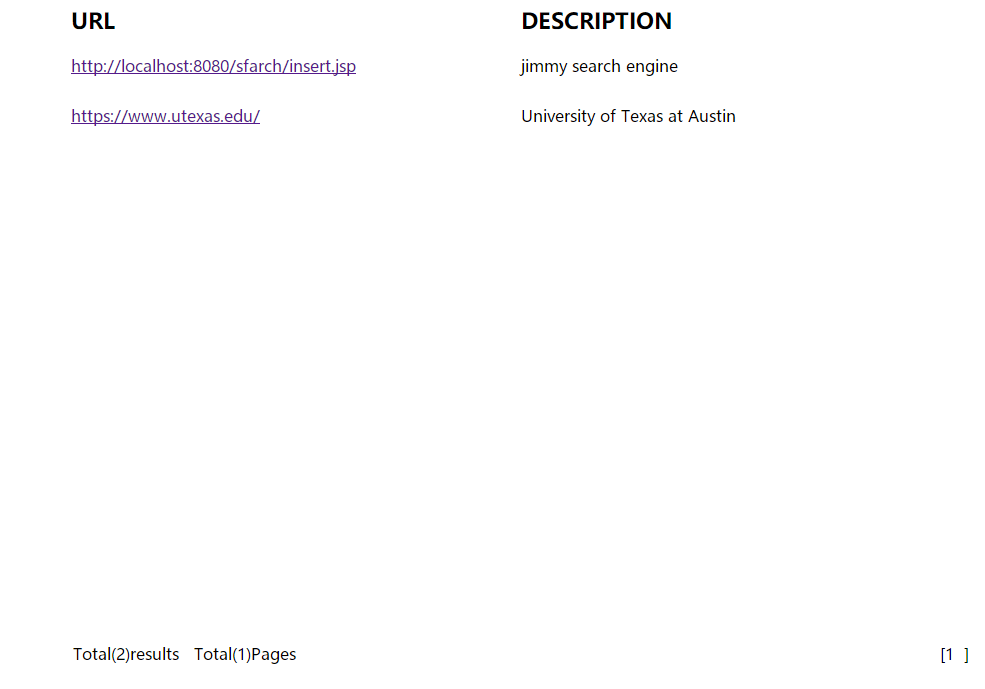 URL DESCRIPTION
http://localhost:8080/sfarch/insert.jsp jimmy search engine
https://www.utexas.edu/ University of Texas at Austin
Total(2)results Total(1)Pages [1 ]